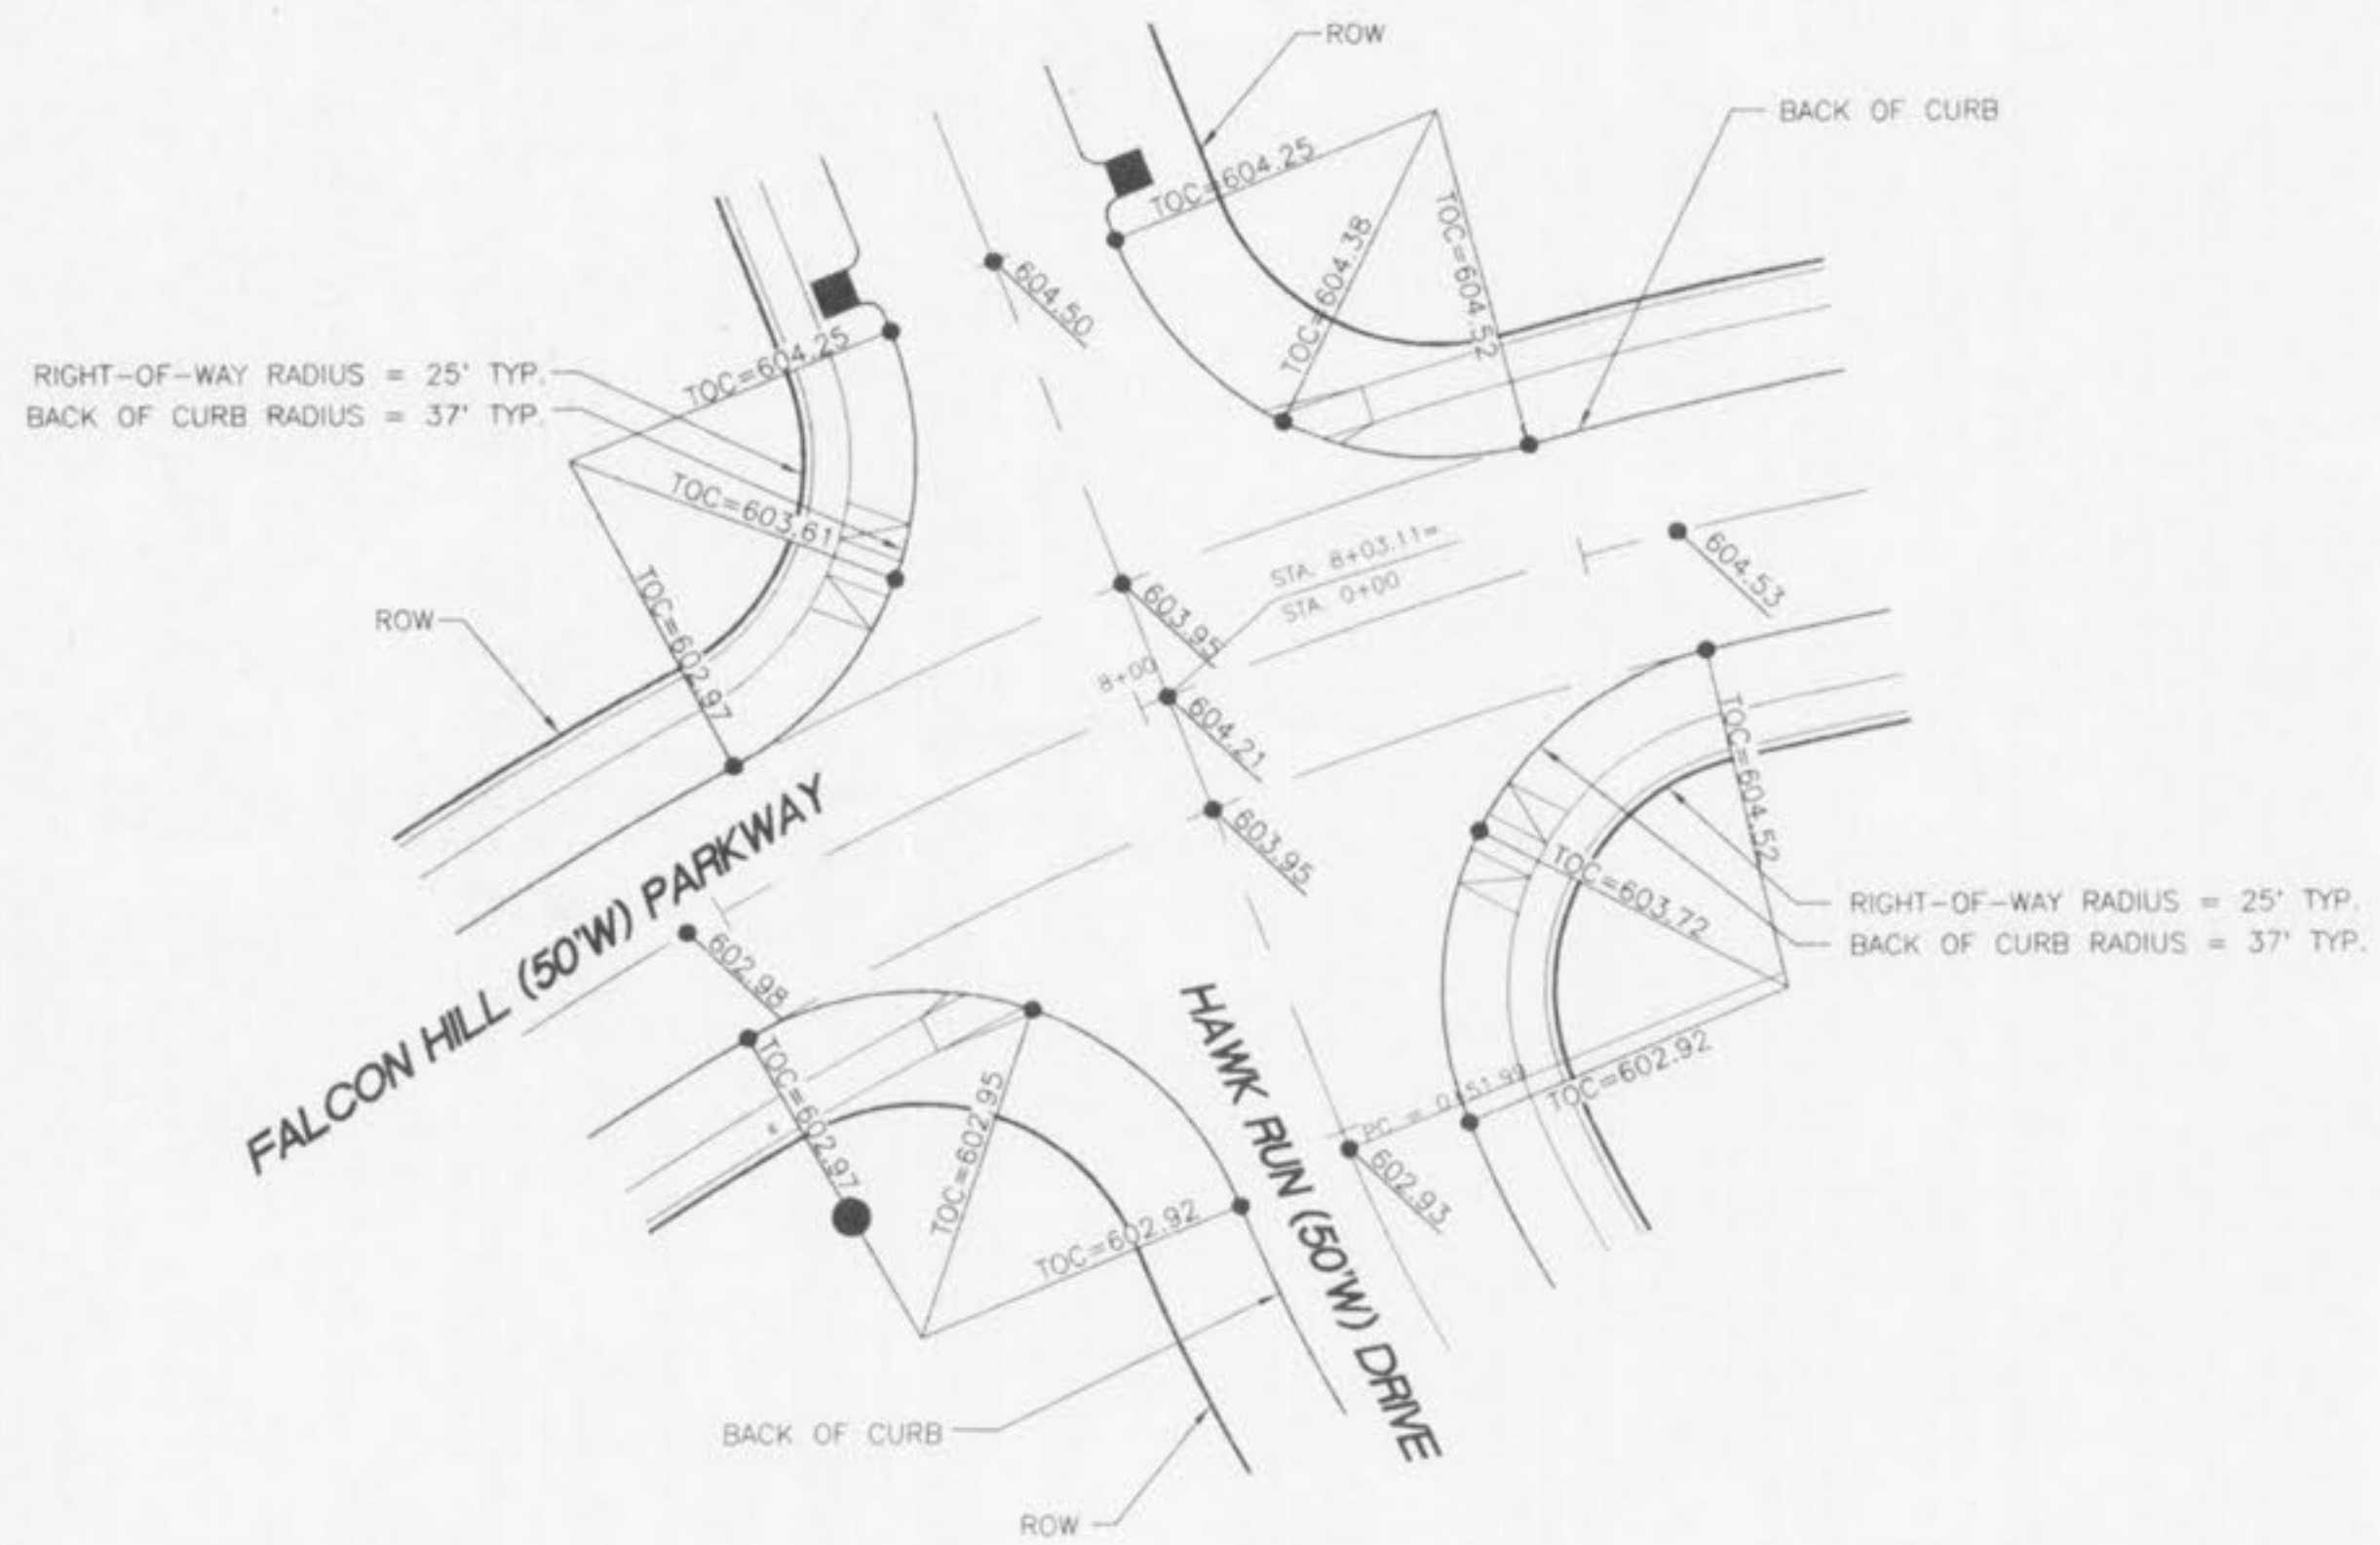 ROW
BACK OF CURB
TOC=604.25
TOC=604.38
TOC=604.52
604.50
RIGHT-OF-WAY RADIUS = 25' TYP.
BACK OF CURB RADIUS = 37' TYP.
TOC=604.25
TOC=603.61
TOC=602.97
ROW
STA. 8+03.11=
STA. 0+00
604.53
603.95
8+00
604.21
603.95
TOC=604.52
TOC=603.72
RIGHT-OF-WAY RADIUS = 25' TYP.
BACK OF CURB RADIUS = 37' TYP.
FALCON HILL (50'W) PARKWAY
602.98
TOC=602.97
TOC=602.95
TOC=602.92
HAWK RUN (50'W) DRIVE
PC = 0+51.99
TOC=602.92
602.93
BACK OF CURB
ROW